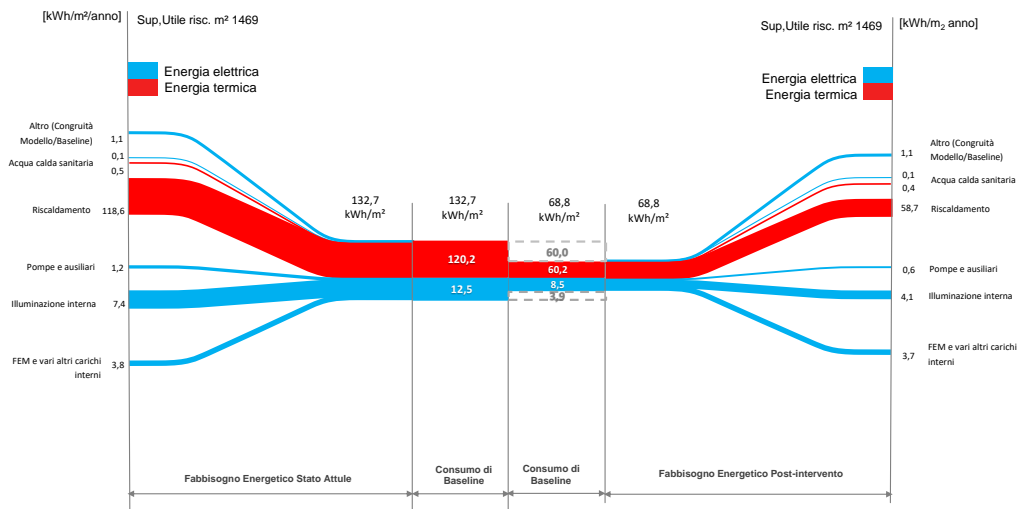 [kWh/m²/anno]
Sup,Utile risc. m² 1469
Sup,Utile risc. m² 1469
[kWh/m₂ anno]
Energia elettrica
Energia termica
Energia elettrica
Energia termica
Altro (Congruità
Modello/Baseline)
1,1
0,1
Acqua calda sanitaria
0,5
Riscaldamento
118,6
Pompe e ausiliari
1,2
Illuminazione interna
7,4
FEM e vari altri carichi
interni
3,8
132,7
kWh/m²
132,7
kWh/m²
68,8
kWh/m²
68,8
kWh/m²
120,2
12,5
60,0
60,2
8,5
3,9
Altro (Congruità
Modello/Baseline)
1,1
0,1
Acqua calda sanitaria
0,4
58,7
Riscaldamento
0,6
Pompe e ausiliari
4,1
Illuminazione interna
3,7
FEM e vari altri carichi
interni
Fabbisogno Energetico Stato Attule
Consumo di
Baseline
Consumo di
Baseline
Fabbisogno Energetico Post-intervento